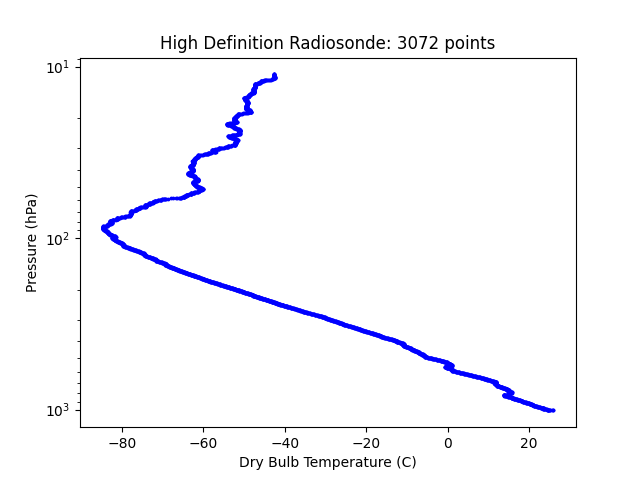 High Definition Radiosonde: 3072 points
10¹
10²
10³
Pressure (hPa)
−80 −60 −40 −20 0 20
Dry Bulb Temperature (C)